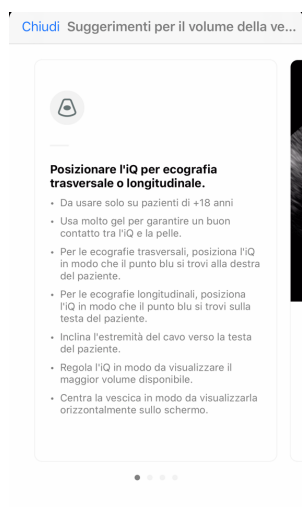 Chiudi Suggerimenti per il volume della ve...
Posizionare l'iQ per ecografia
trasversale o longitudinale.
• Da usare solo su pazienti di +18 anni
• Usa molto gel per garantire un buon
contatto tra l'iQ e la pelle.
• Per le ecografie trasversali, posiziona l'iQ
in modo che il punto blu si trovi alla destra
del paziente.
• Per le ecografie longitudinali, posiziona
l'iQ in modo che il punto blu si trovi sulla
testa del paziente.
• Inclina l'estremità del cavo verso la testa
del paziente.
• Regola l'iQ in modo da visualizzare il
maggior volume disponibile.
• Centra la vescica in modo da visualizzarla
orizzontalmente sullo schermo.